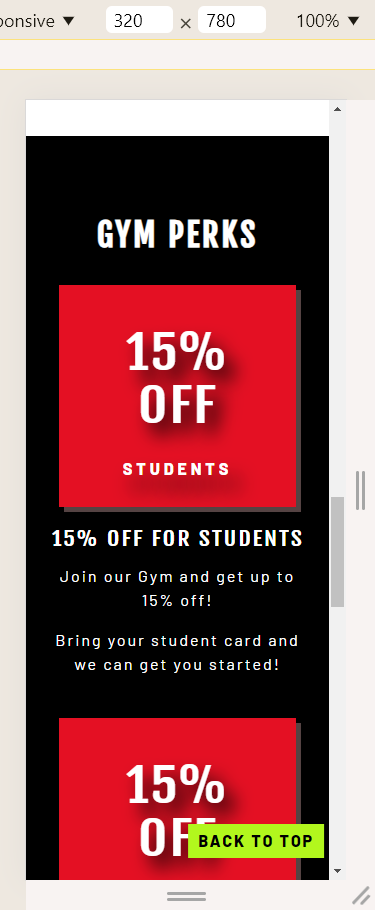 ponsive ▼ 320 × 780 100% ▼
GYM PERKS
15%
OFF
STUDENTS
15% OFF FOR STUDENTS
Join our Gym and get up to
15% off!
Bring your student card and
we can get you started!
15%
OFF
BACK TO TOP